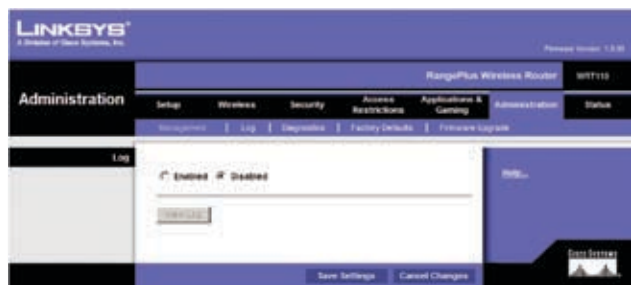 LINKSYS®
A Division of Cisco Systems, Inc.
Firmware Version: 1.0.00
RangePlus Wireless Router WRT110
Administration
Setup Wireless Security Access Restrictions Applications & Gaming Administration Status
Management | Log | Diagnostics | Factory Defaults | Firmware Upgrade
Log
Enabled Disabled
Help...
View Log
Cisco Systems
Save Settings Cancel Changes